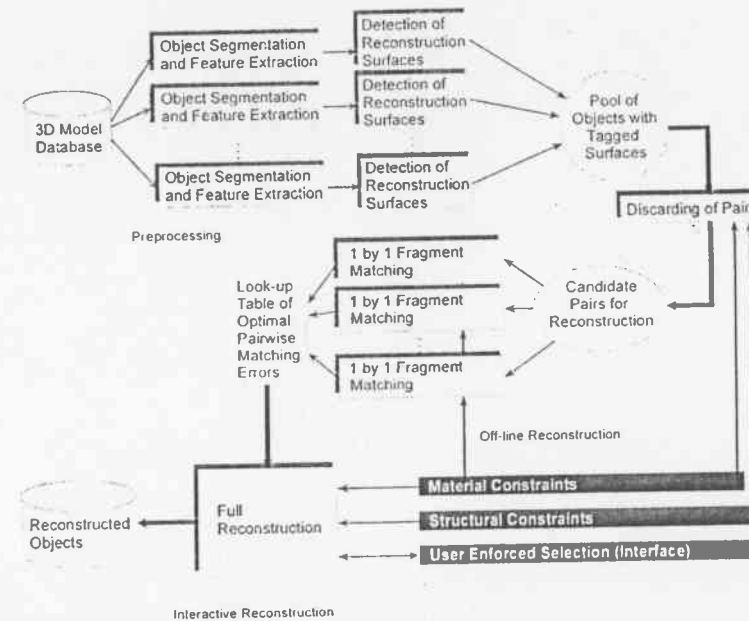 Object Segmentation
and Feature Extraction
Detection of
Reconstruction
Surfaces
Object Segmentation
and Feature Extraction
Detection of
Reconstruction
Surfaces
Object Segmentation
and Feature Extraction
Detection of
Reconstruction
Surfaces
3D Model
Database
Pool of
Objects with
Tagged
Surfaces
Preprocessing
Discarding of Pair
1 by 1 Fragment
Matching
1 by 1 Fragment
Matching
1 by 1 Fragment
Matching
Look-up
Table of
Optimal
Pairwise
Matching
Errors
Candidate
Pairs for
Reconstruction
Off-line Reconstruction
Material Constraints
Structural Constraints
User Enforced Selection (Interface)
Full
Reconstruction
Reconstructed
Objects
Interactive Reconstruction